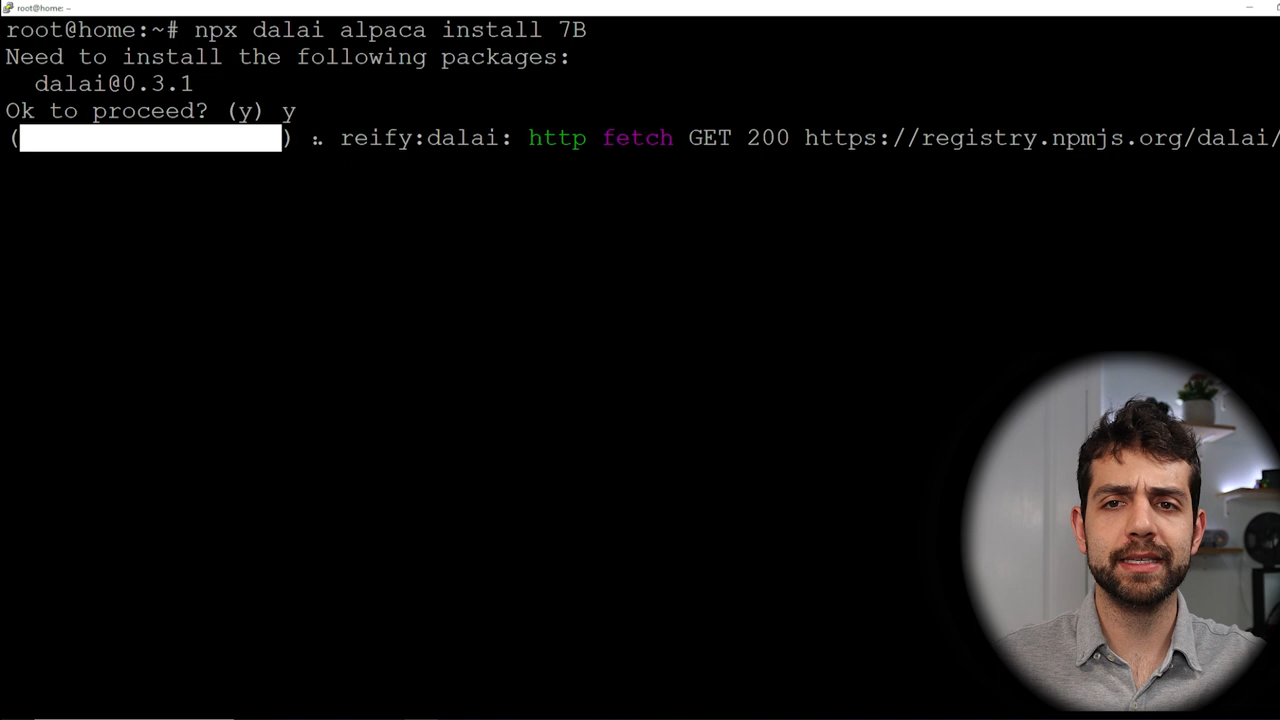 root@home: ~
root@home:~# npx dalai alpaca install 7B
Need to install the following packages:
  dalai@0.3.1
Ok to proceed? (y) y
(                  ) ⠦ reify:dalai: http fetch GET 200 https://registry.npmjs.org/dalai/